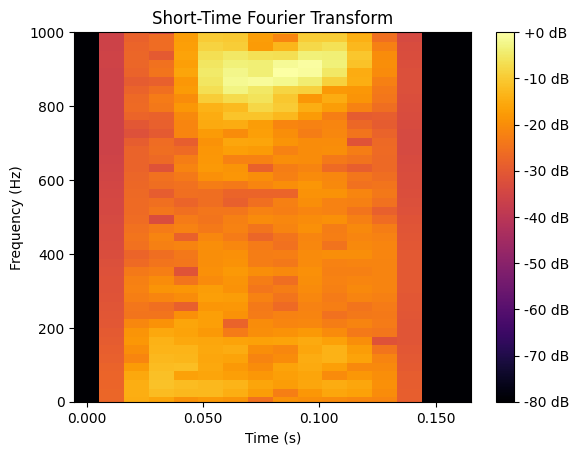 Short-Time Fourier Transform
1000
800
600
400
200
0
Frequency (Hz)
0.000
0.050
0.100
0.150
Time (s)
+0 dB
-10 dB
-20 dB
-30 dB
-40 dB
-50 dB
-60 dB
-70 dB
-80 dB